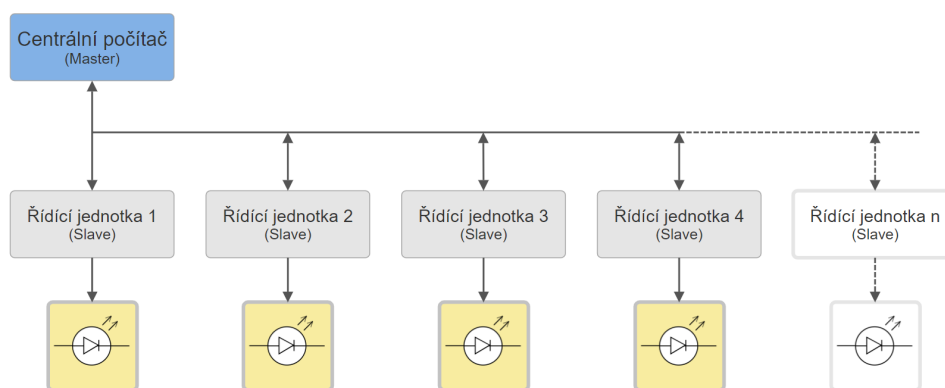 Centrální počítač
(Master)
Řídící jednotka 1
(Slave)
Řídící jednotka 2
(Slave)
Řídící jednotka 3
(Slave)
Řídící jednotka 4
(Slave)
Řídící jednotka n
(Slave)